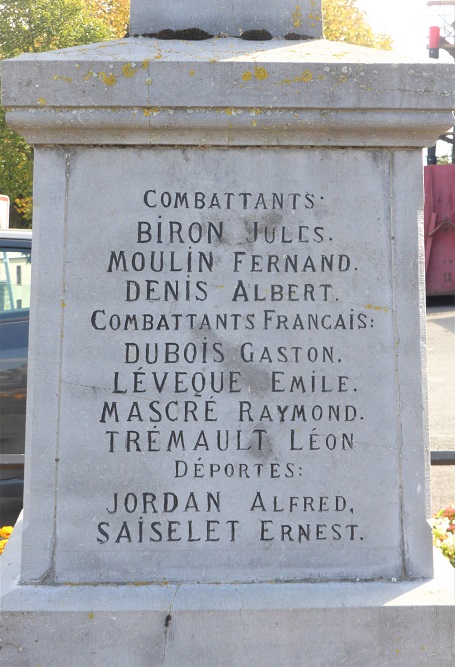 COMBATTANTS:
BIRON JULES.
MOULIN FERNAND.
DENIS ALBERT.
COMBATTANTS FRANCAIS:
DUBOIS GASTON.
LÉVEQUE EMILE.
MASCRÉ RAYMOND.
TRÉMAULT LÉON
DÉPORTES:
JORDAN ALFRED,
SAISELET ERNEST.